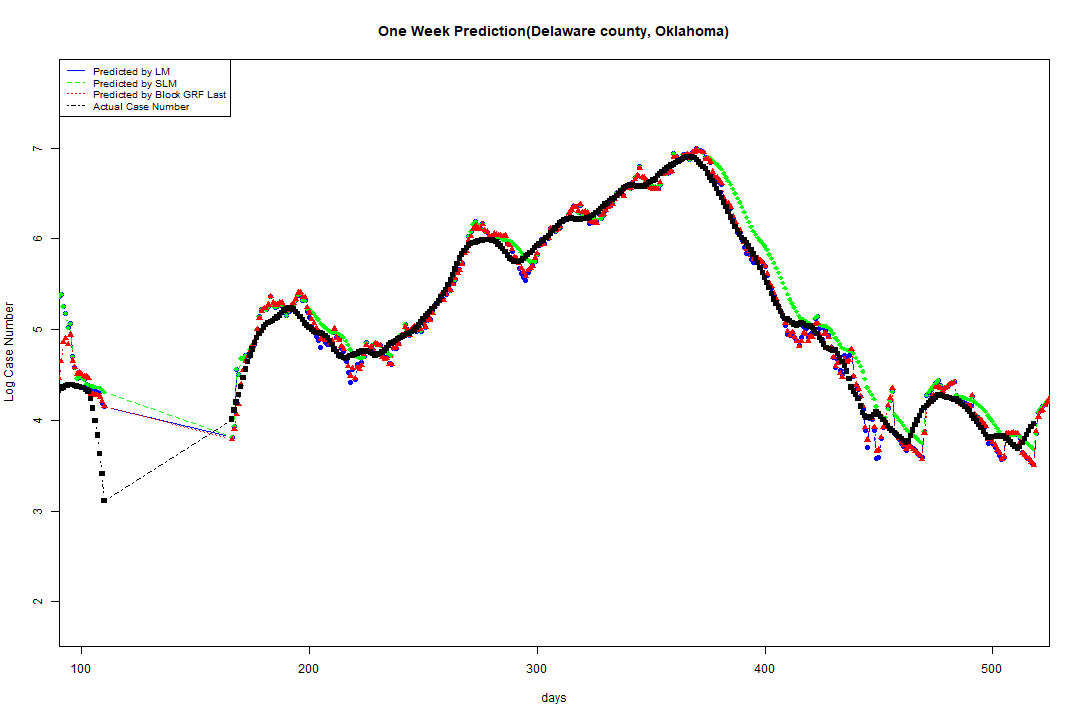 One Week Prediction(Delaware county, Oklahoma)
Predicted by LM
Predicted by SLM
Predicted by Block GRF Last
Actual Case Number
7
6
5
4
3
2
Log Case Number
100 200 300 400 500
days